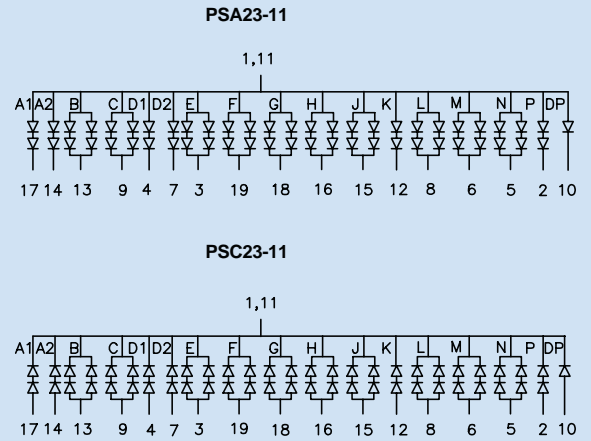 PSA23-11
1,11
A1 A2 B C D1 D2 E F G H J K L M N P DP
17 14 13 9 4 7 3 19 18 16 15 12 8 6 5 2 10
PSC23-11
1,11
A1 A2 B C D1 D2 E F G H J K L M N P DP
17 14 13 9 4 7 3 19 18 16 15 12 8 6 5 2 10